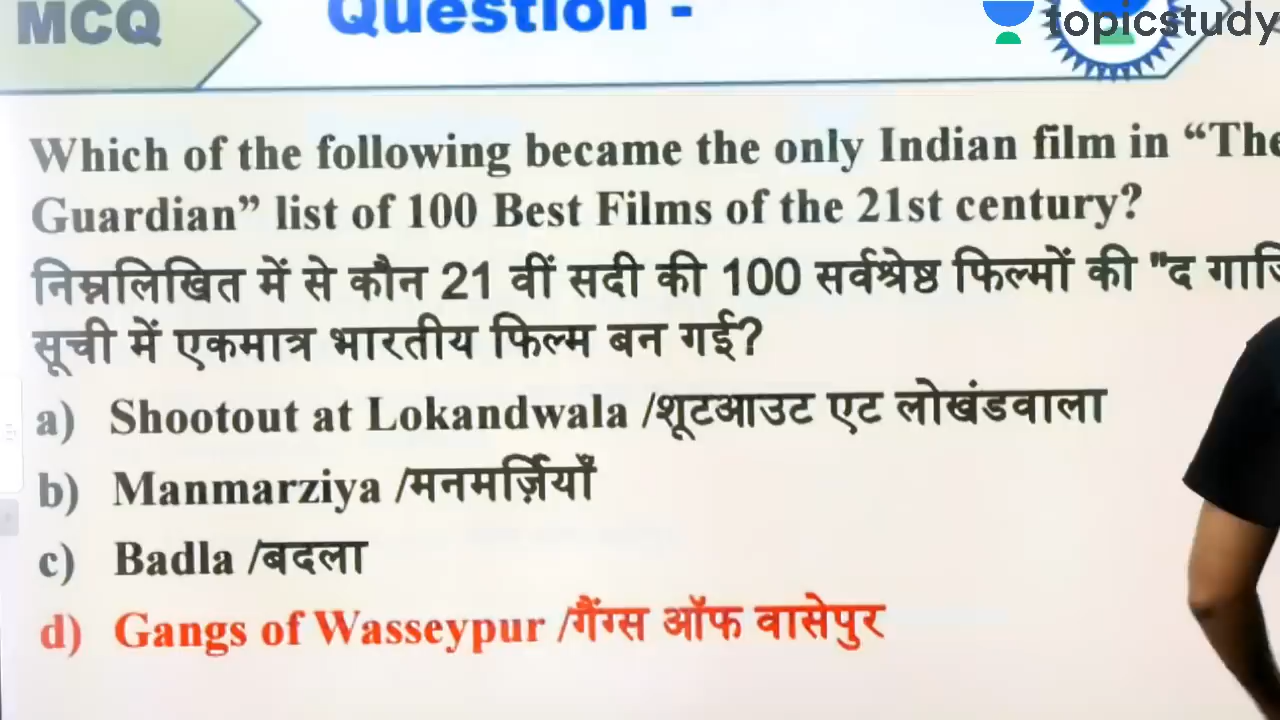 MCQ Question - topicstudy
Which of the following became the only Indian film in “The
Guardian” list of 100 Best Films of the 21st century?
निम्नलिखित में से कौन 21 वीं सदी की 100 सर्वश्रेष्ठ फिल्मों की "द
सूची में एकमात्र भारतीय फिल्म बन गई?
a) Shootout at Lokandwala /शूटआउट एट लोखंडवाला
b) Manmarziya /मनमर्ज़ियाँ
c) Badla /बदला
d) Gangs of Wasseypur /गैंग्स ऑफ वासेपुर